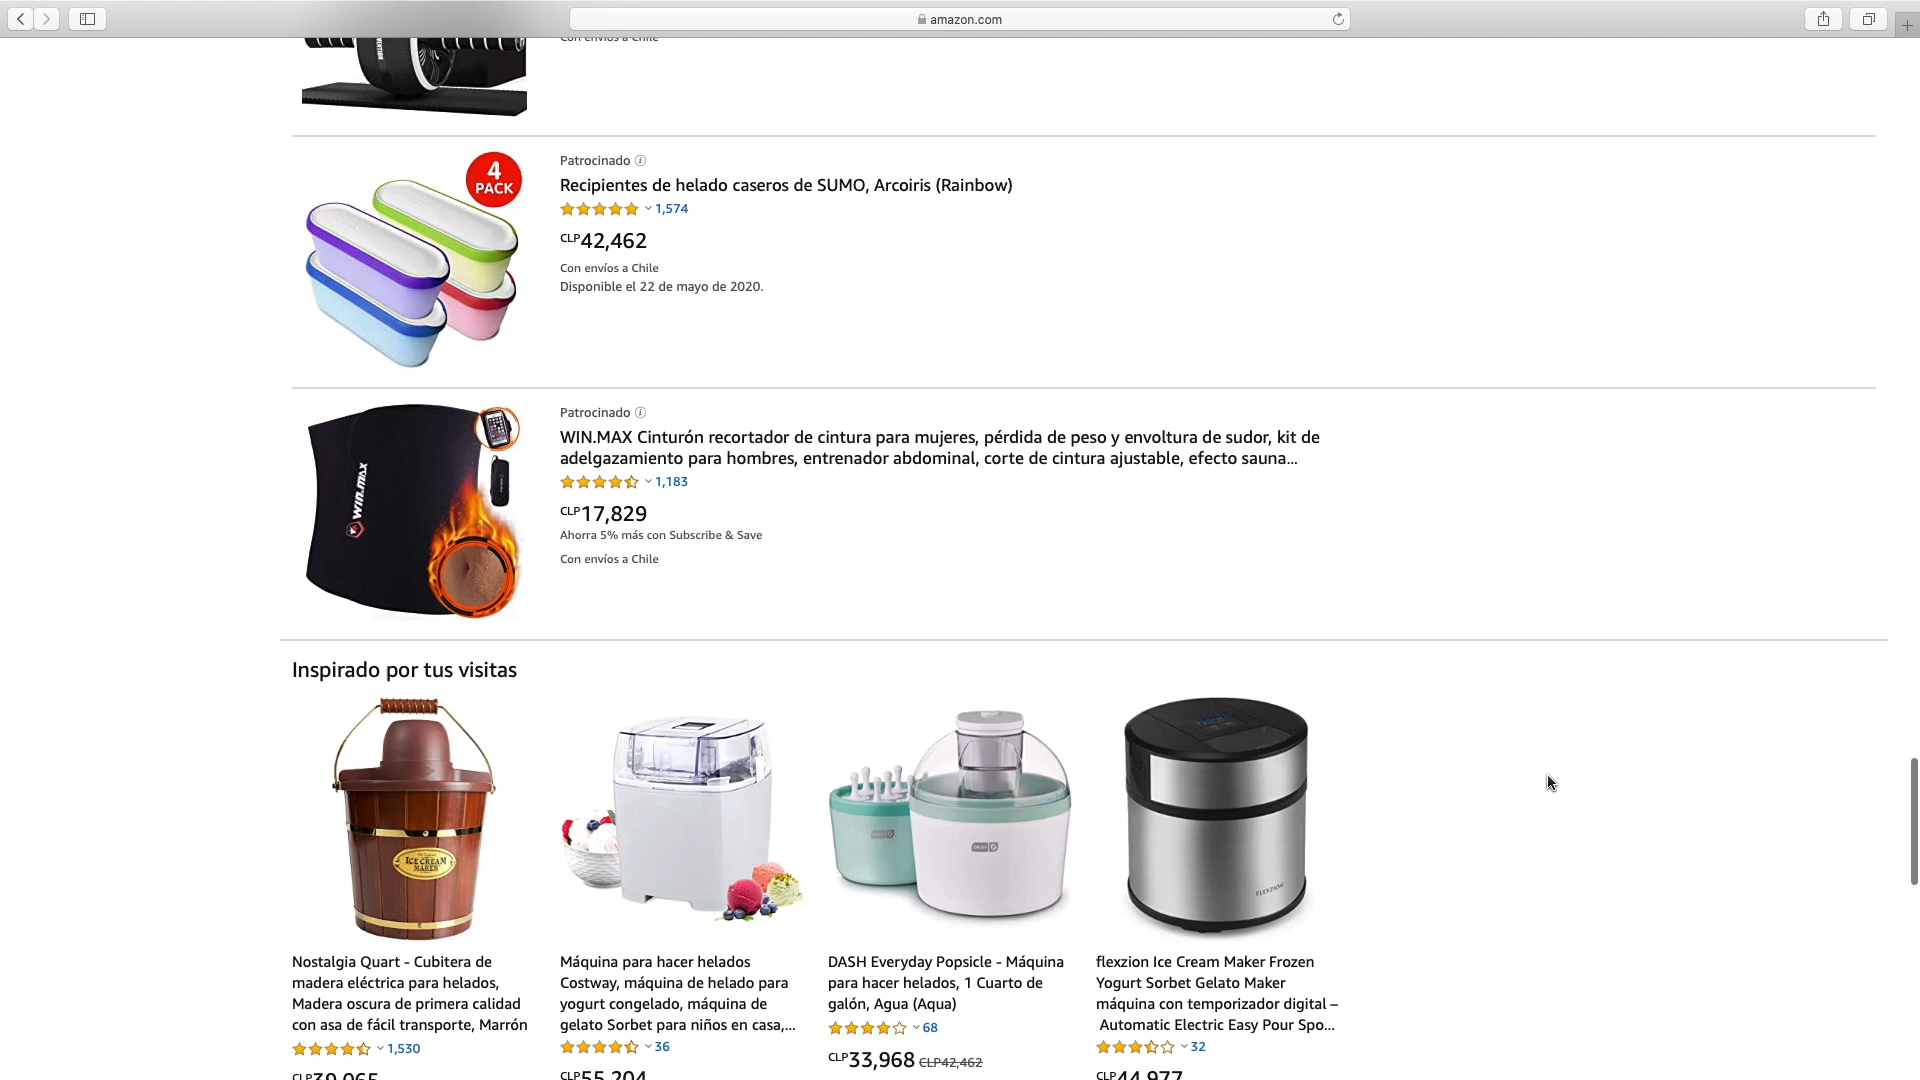 amazon.com
Con envíos a Chile
4
PACK
Patrocinado
Recipientes de helado caseros de SUMO, Arcoiris (Rainbow)
1,574
CLP42,462
Con envíos a Chile
Disponible el 22 de mayo de 2020.
WIN.MAX
Patrocinado
WIN.MAX Cinturón recortador de cintura para mujeres, pérdida de peso y envoltura de sudor, kit de
adelgazamiento para hombres, entrenador abdominal, corte de cintura ajustable, efecto sauna...
1,183
CLP17,829
Ahorra 5% más con Subscribe & Save
Con envíos a Chile
Inspirado por tus visitas
ICE CREAM
MAKER
DASH
DASH
FLEXZION
Nostalgia Quart - Cubitera de
madera eléctrica para helados,
Madera oscura de primera calidad
con asa de fácil transporte, Marrón
1,530
CLP39,065
Máquina para hacer helados
Costway, máquina de helado para
yogurt congelado, máquina de
gelato Sorbet para niños en casa,...
36
CLP55,204
DASH Everyday Popsicle - Máquina
para hacer helados, 1 Cuarto de
galón, Agua (Aqua)
68
CLP33,968 CLP42,462
flexzion Ice Cream Maker Frozen
Yogurt Sorbet Gelato Maker
máquina con temporizador digital –
Automatic Electric Easy Pour Spo...
32
CLP44,977